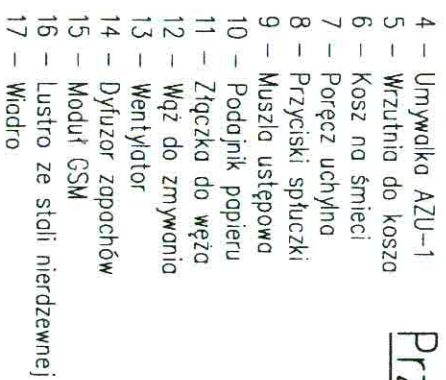 4 – Umywalka AZU–1
5 – Wrzutnia do kosza
6 – Kosz na śmieci
7 – Poręcz uchylna
8 – Przyciski spłuczki
9 – Muszla ustępowa
10 – Podajnik papieru
11 – Złączka do węża
12 – Wąż do zmywania
13 – Wentylator
14 – Dyfuzor zapachów
15 – Moduł GSM
16 – Lustro ze stali nierdzewnej
17 – Wiadro
Prz